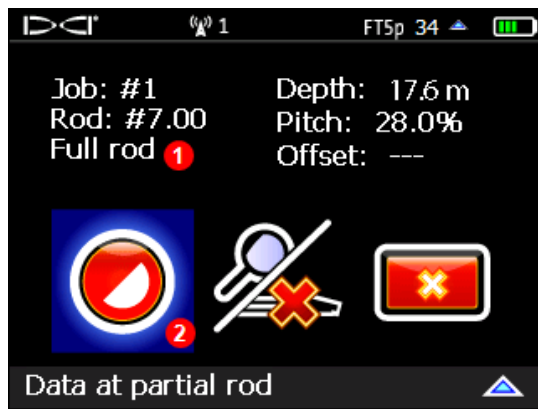 DCI 1 FT5p 34
Job: #1 Depth: 17.6 m
Rod: #7.00 Pitch: 28.0%
Full rod 1 Offset: ---
2
Data at partial rod